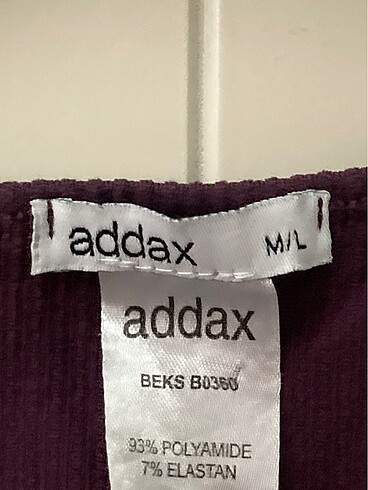 addax M/L
addax
BEKS B0360
93% POLYAMIDE
7% ELASTAN